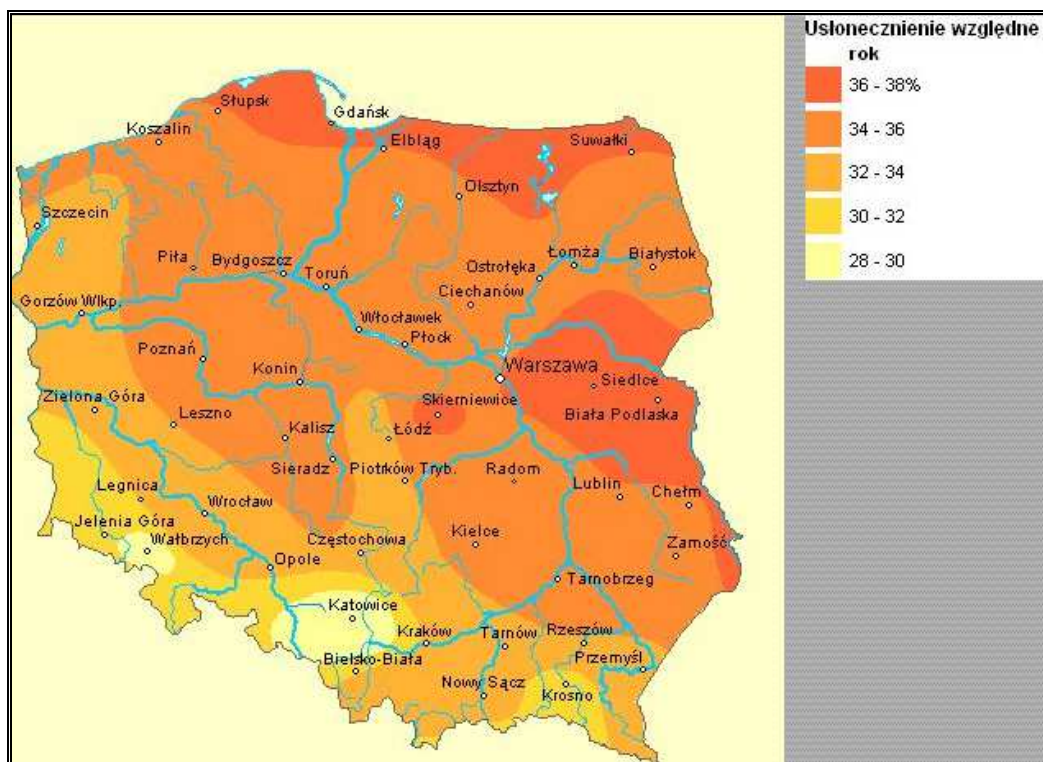 Usłonecznienie względne
rok
36 - 38%
34 - 36
32 - 34
30 - 32
28 - 30
Słupsk
Gdańsk
Koszalin
Elbląg
Suwałki
Olsztyn
Szczecin
Piła
Bydgoszcz
Toruń
Łomża
Białystok
Ostrołęka
Ciechanów
Gorzów Wlkp.
Włocławek
Płock
Poznań
Konin
Warszawa
Siedlce
Skierniewice
Biała Podlaska
Zielona Góra
Leszno
Kalisz
Łódź
Sieradz
Piotrków Tryb.
Radom
Lublin
Chełm
Legnica
Wrocław
Jelenia Góra
Wałbrzych
Częstochowa
Kielce
Zamość
Opole
Tarnobrzeg
Katowice
Kraków
Tarnów
Rzeszów
Bielsko-Biała
Przemyśl
Nowy Sącz
Krosno